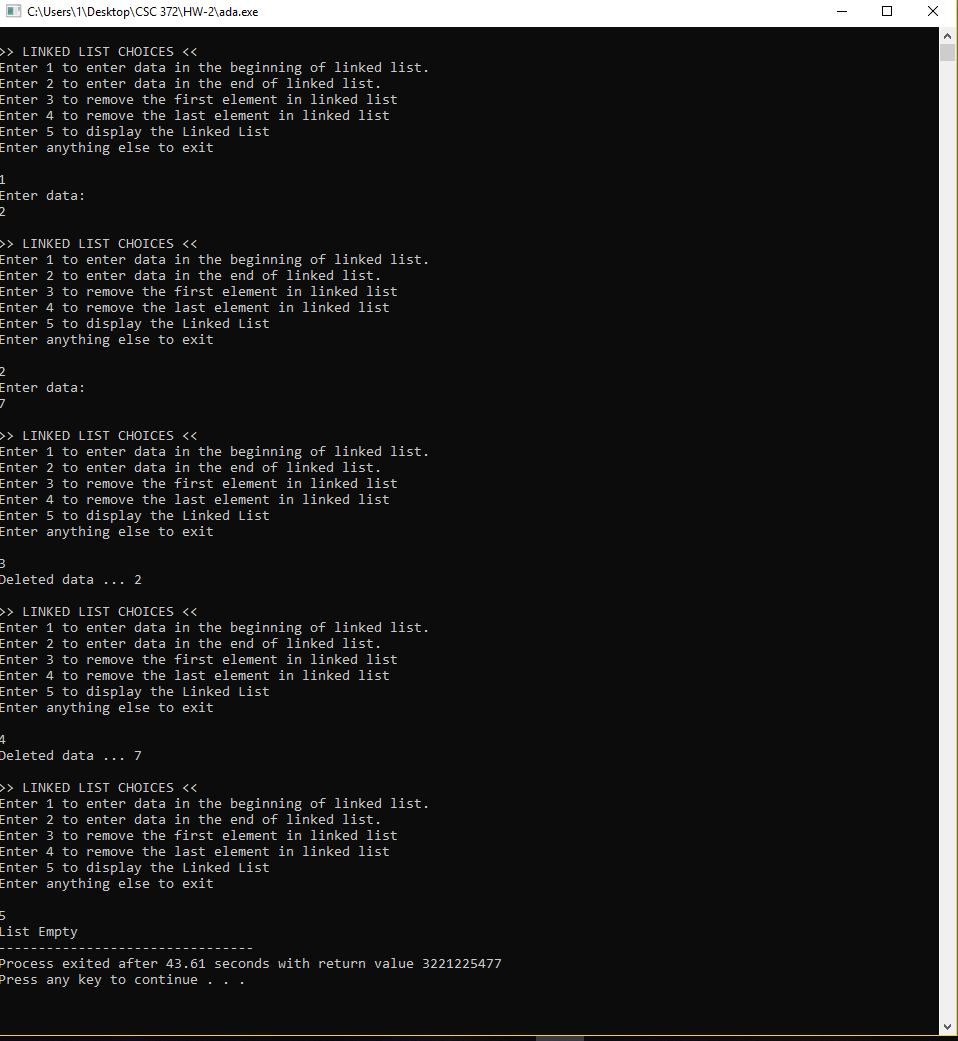 C:\Users\1\Desktop\CSC 372\HW-2\ada.exe
>> LINKED LIST CHOICES <<
Enter 1 to enter data in the beginning of linked list.
Enter 2 to enter data in the end of linked list.
Enter 3 to remove the first element in linked list
Enter 4 to remove the last element in linked list
Enter 5 to display the Linked List
Enter anything else to exit
1
Enter data:
2
>> LINKED LIST CHOICES <<
Enter 1 to enter data in the beginning of linked list.
Enter 2 to enter data in the end of linked list.
Enter 3 to remove the first element in linked list
Enter 4 to remove the last element in linked list
Enter 5 to display the Linked List
Enter anything else to exit
2
Enter data:
7
>> LINKED LIST CHOICES <<
Enter 1 to enter data in the beginning of linked list.
Enter 2 to enter data in the end of linked list.
Enter 3 to remove the first element in linked list
Enter 4 to remove the last element in linked list
Enter 5 to display the Linked List
Enter anything else to exit
3
Deleted data ... 2
>> LINKED LIST CHOICES <<
Enter 1 to enter data in the beginning of linked list.
Enter 2 to enter data in the end of linked list.
Enter 3 to remove the first element in linked list
Enter 4 to remove the last element in linked list
Enter 5 to display the Linked List
Enter anything else to exit
4
Deleted data ... 7
>> LINKED LIST CHOICES <<
Enter 1 to enter data in the beginning of linked list.
Enter 2 to enter data in the end of linked list.
Enter 3 to remove the first element in linked list
Enter 4 to remove the last element in linked list
Enter 5 to display the Linked List
Enter anything else to exit
5
List Empty
--------------------------------
Process exited after 43.61 seconds with return value 3221225477
Press any key to continue . . .